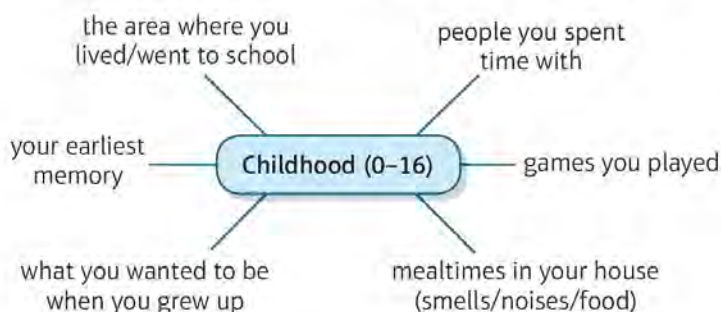 the area where you
lived/went to school
people you spent
time with
your earliest
memory
Childhood (0–16)
games you played
what you wanted to be
when you grew up
mealtimes in your house
(smells/noises/food)